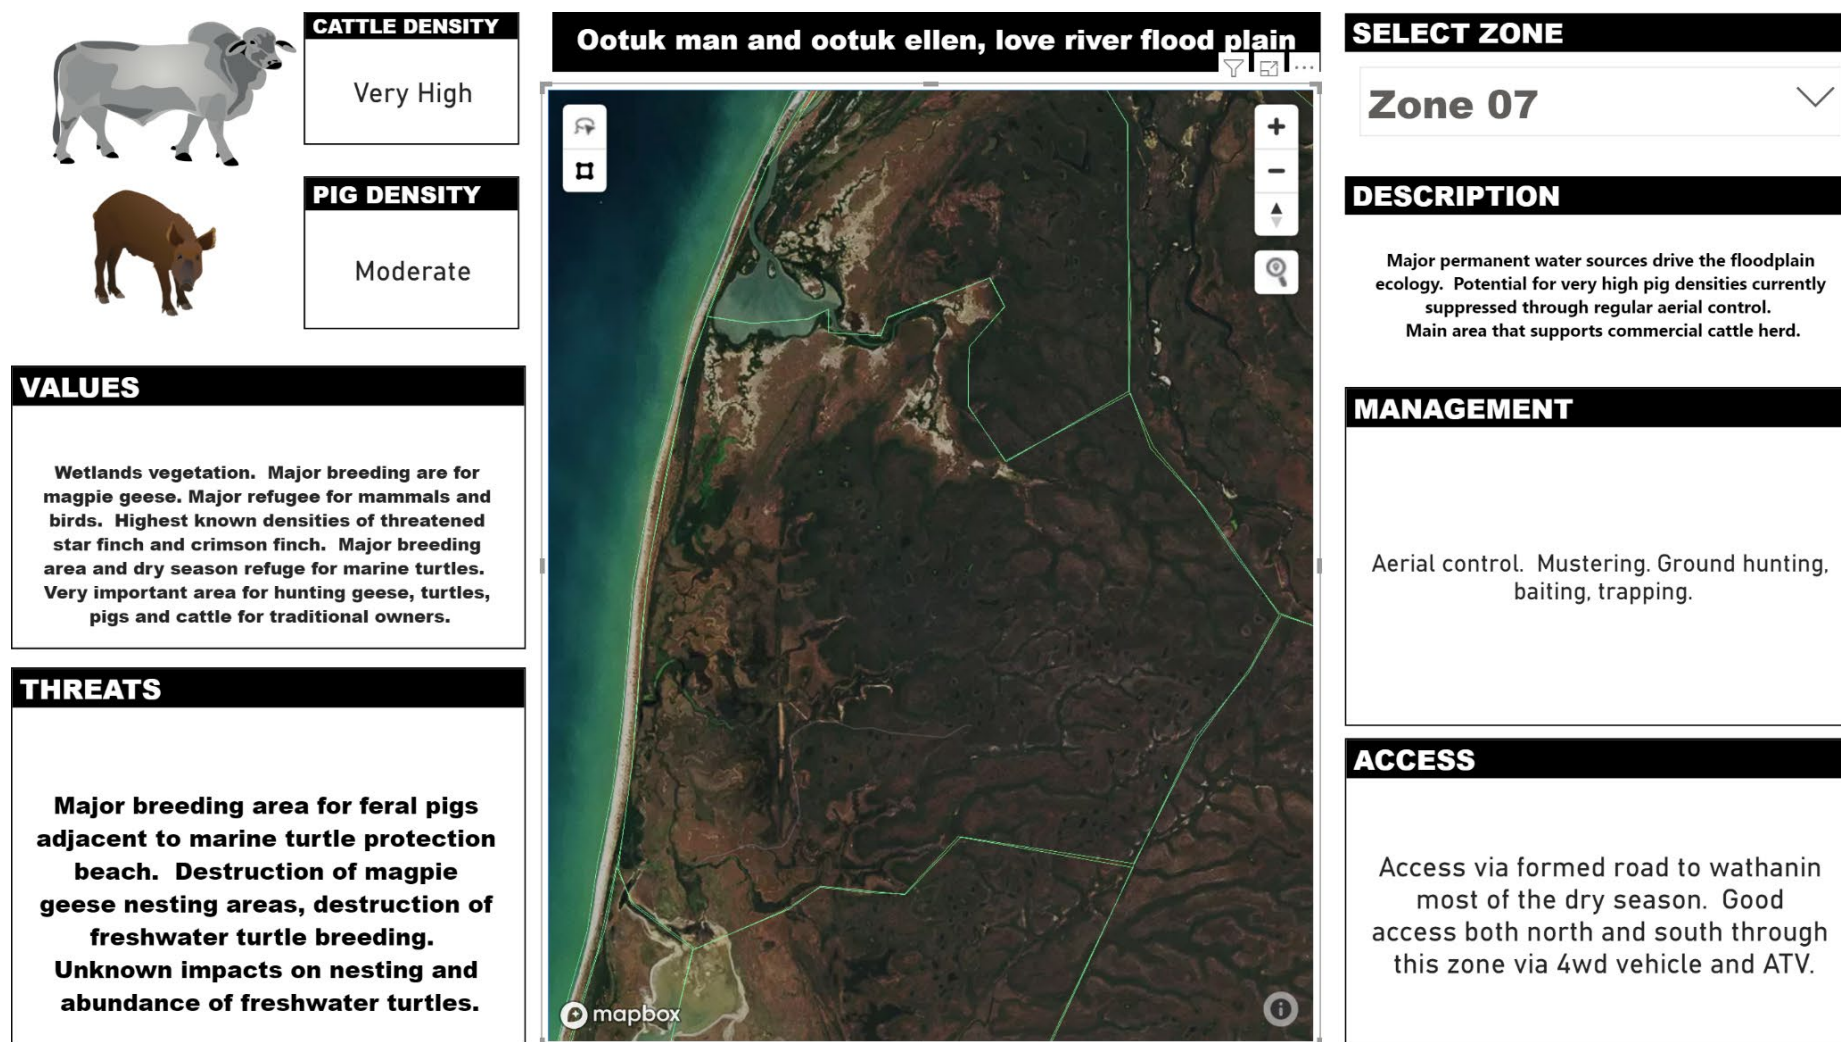 CATTLE DENSITY
Very High
PIG DENSITY
Moderate
VALUES
Wetlands vegetation. Major breeding are for
magpie geese. Major refugee for mammals and
birds. Highest known densities of threatened
star finch and crimson finch. Major breeding
area and dry season refuge for marine turtles.
Very important area for hunting geese, turtles,
pigs and cattle for traditional owners.
THREATS
Major breeding area for feral pigs
adjacent to marine turtle protection
beach. Destruction of magpie
geese nesting areas, destruction of
freshwater turtle breeding.
Unknown impacts on nesting and
abundance of freshwater turtles.
Ootuk man and ootuk ellen, love river flood plain
mapbox
SELECT ZONE
Zone 07
DESCRIPTION
Major permanent water sources drive the floodplain
ecology. Potential for very high pig densities currently
suppressed through regular aerial control.
Main area that supports commercial cattle herd.
MANAGEMENT
Aerial control. Mustering. Ground hunting,
baiting, trapping.
ACCESS
Access via formed road to wathanin
most of the dry season. Good
access both north and south through
this zone via 4wd vehicle and ATV.